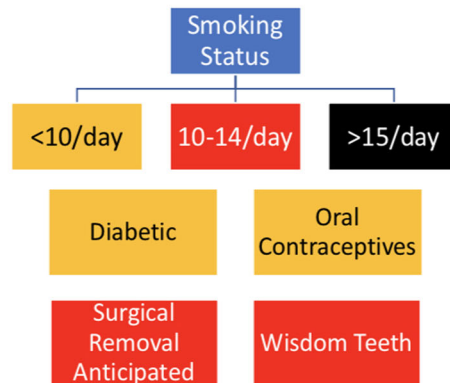 Smoking
Status
<10/day
10-14/day
>15/day
Diabetic
Oral
Contraceptives
Surgical
Removal
Anticipated
Wisdom Teeth